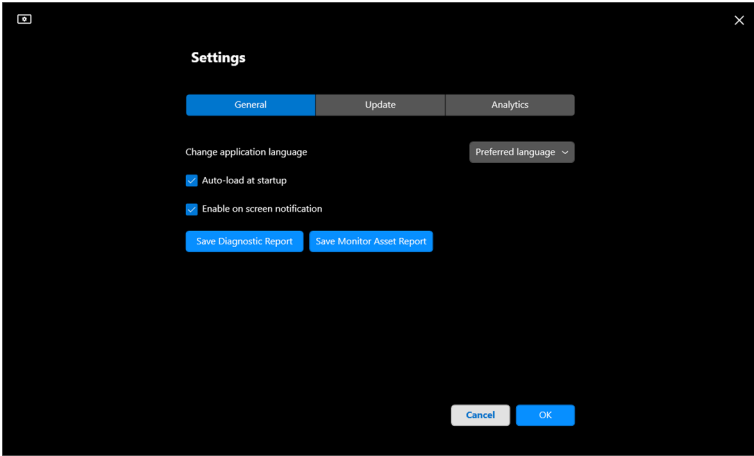 Settings
General Update Analytics
Change application language Preferred language
Auto-load at startup
Enable on screen notification
Save Diagnostic Report Save Monitor Asset Report
Cancel OK